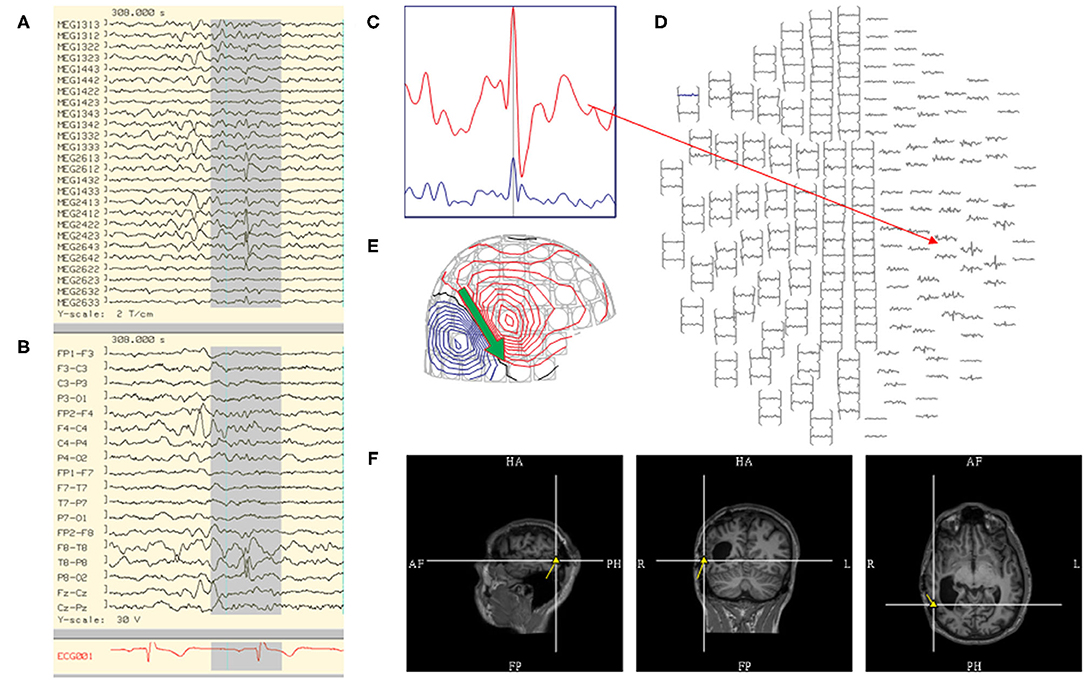 A
308.000 s
MEG1313
MEG1312
MEG1322
MEG1323
MEG1443
MEG1442
MEG1422
MEG1423
MEG1343
MEG1342
MEG1332
MEG1333
MEG2613
MEG2612
MEG1432
MEG1433
MEG2413
MEG2412
MEG2422
MEG2423
MEG2643
MEG2642
MEG2622
MEG2623
MEG2632
MEG2633
Y-scale: 2 T/cm
B
308.000 s
FP1-F3
F3-C3
C3-P3
P3-O1
FP2-F4
F4-C4
C4-P4
P4-O2
FP1-F7
F7-T7
T7-P7
P7-O1
FP2-F8
F8-T8
T8-P8
P8-O2
Fz-Cz
Cz-Pz
Y-scale: 30 V
ECG001
C
D
E
F
HA
AF
PH
FP
HA
R
L
FP
AF
R
L
PH